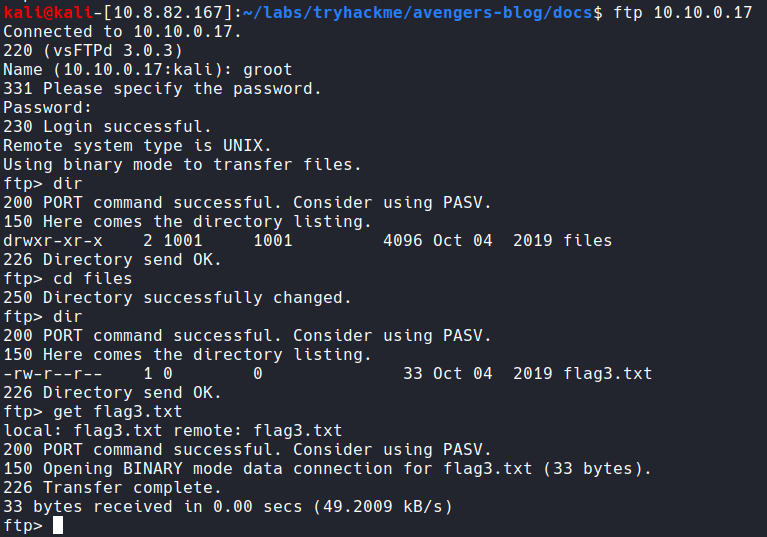 kali@kali-[10.8.82.167]:~/labs/tryhackme/avengers-blog/docs$ ftp 10.10.0.17
Connected to 10.10.0.17.
220 (vsFTPd 3.0.3)
Name (10.10.0.17:kali): groot
331 Please specify the password.
Password:
230 Login successful.
Remote system type is UNIX.
Using binary mode to transfer files.
ftp> dir
200 PORT command successful. Consider using PASV.
150 Here comes the directory listing.
drwxr-xr-x    2 1001     1001         4096 Oct 04  2019 files
226 Directory send OK.
ftp> cd files
250 Directory successfully changed.
ftp> dir
200 PORT command successful. Consider using PASV.
150 Here comes the directory listing.
-rw-r--r--    1 0        0              33 Oct 04  2019 flag3.txt
226 Directory send OK.
ftp> get flag3.txt
local: flag3.txt remote: flag3.txt
200 PORT command successful. Consider using PASV.
150 Opening BINARY mode data connection for flag3.txt (33 bytes).
226 Transfer complete.
33 bytes received in 0.00 secs (49.2009 kB/s)
ftp>